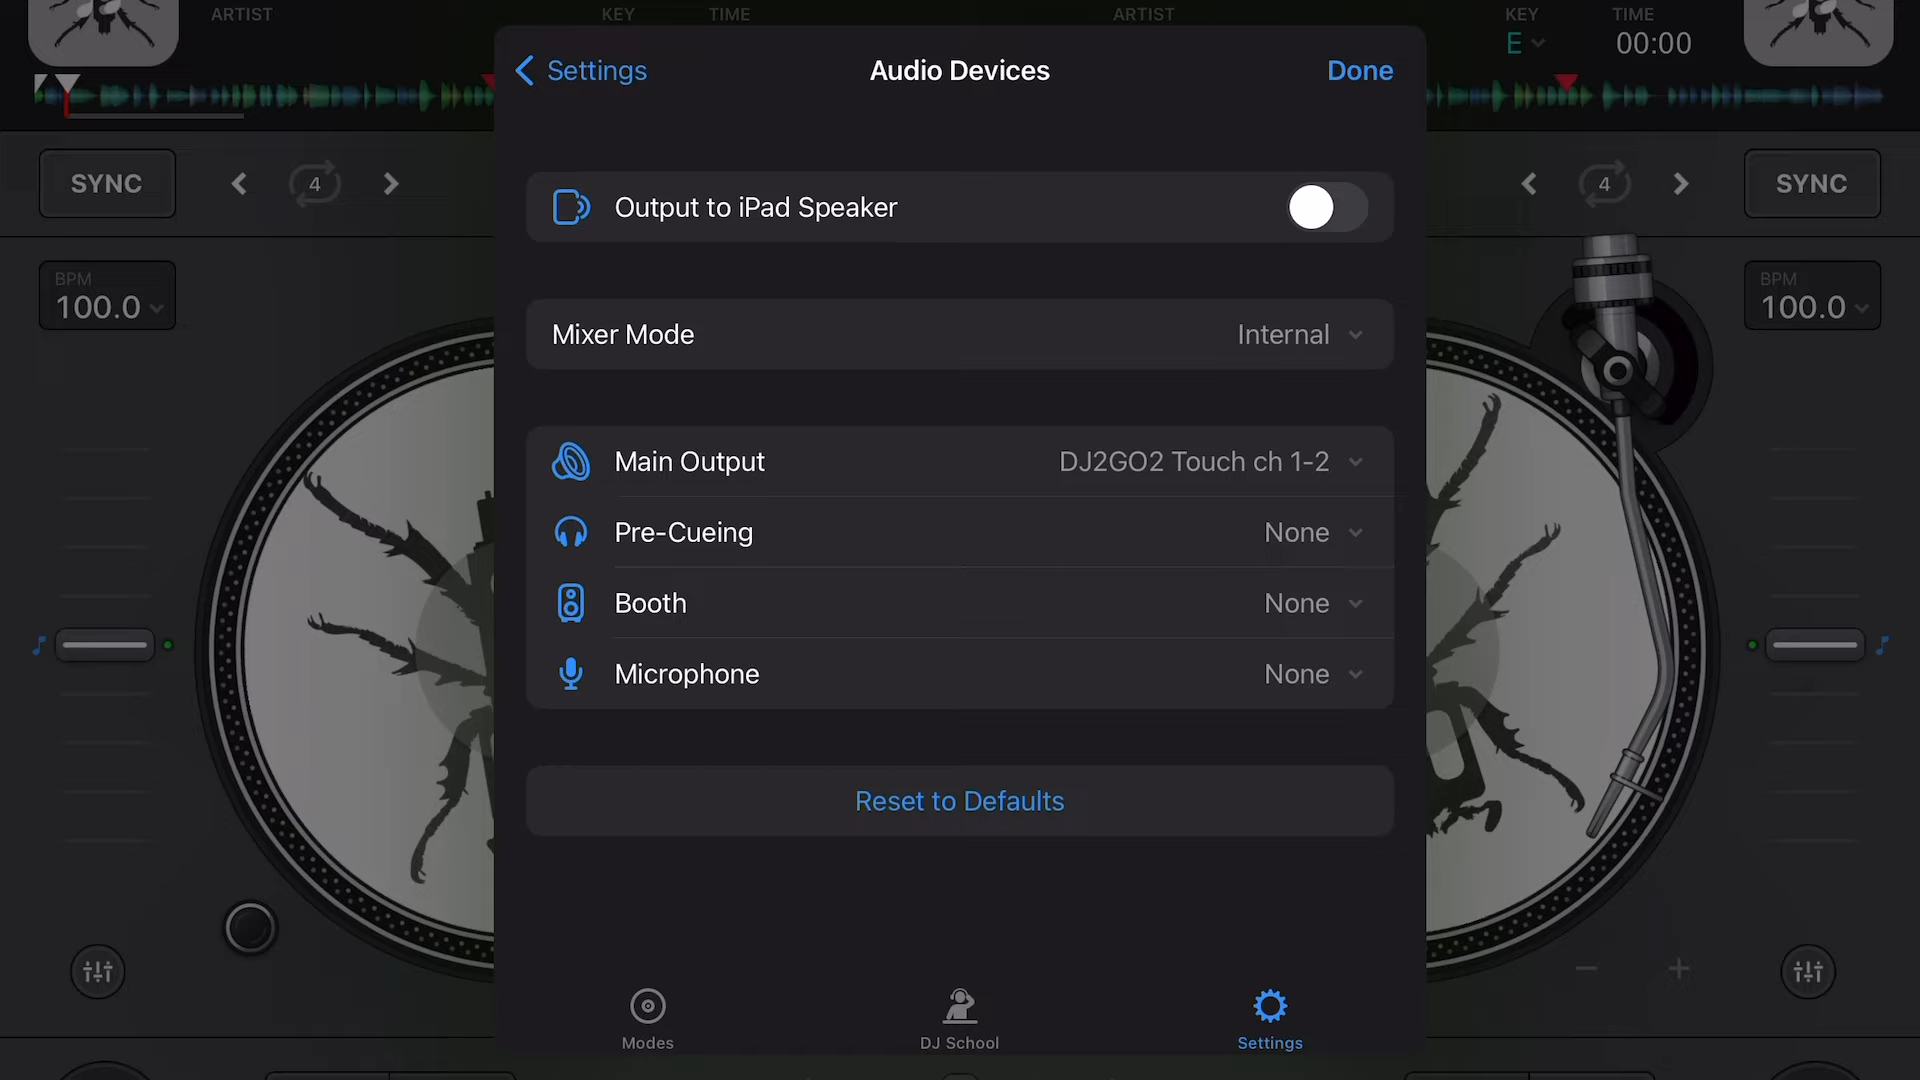 ARTIST KEY TIME ARTIST KEY TIME
E 00:00
Settings Audio Devices Done
SYNC 4 4 SYNC
Output to iPad Speaker
BPM BPM
100.0 100.0
Mixer Mode Internal
Main Output DJ2GO2 Touch ch 1-2
Pre-Cueing None
Booth None
Microphone None
Reset to Defaults
Modes DJ School Settings